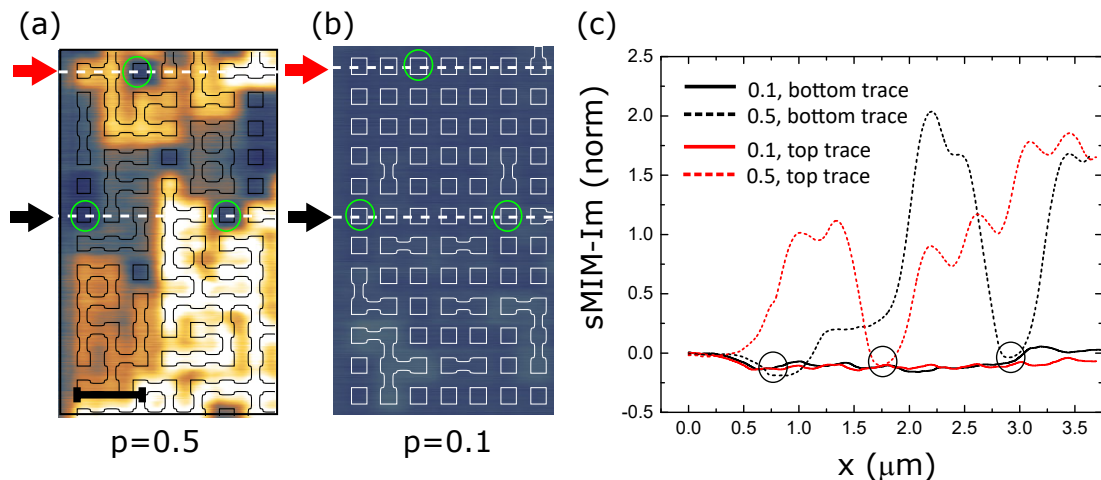 (a)
(b)
(c)
p=0.5
p=0.1
sMIM-Im (norm)
2.5
2.0
1.5
1.0
0.5
0.0
-0.5
0.1, bottom trace
0.5, bottom trace
0.1, top trace
0.5, top trace
0.0 0.5 1.0 1.5 2.0 2.5 3.0 3.5
x (μm)